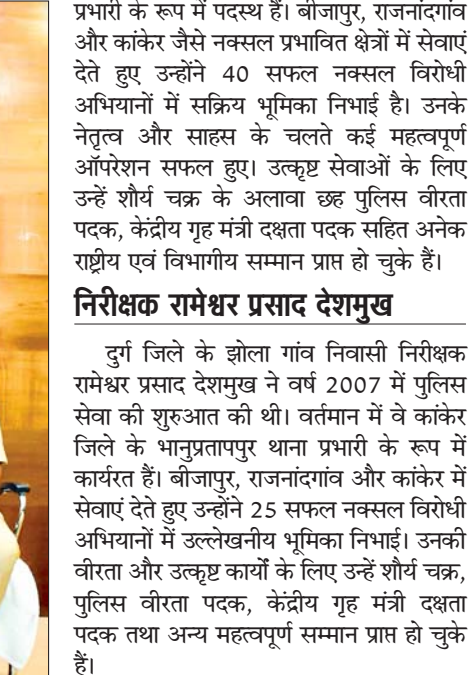 प्रभारी के रूप में पदस्थ हैं। बीजापुर, राजनांदगांव
और कांकेर जैसे नक्सल प्रभावित क्षेत्रों में सेवाएं
देते हुए उन्होंने 40 सफल नक्सल विरोधी
अभियानों में सक्रिय भूमिका निभाई है। उनके
नेतृत्व और साहस के चलते कई महत्वपूर्ण
ऑपरेशन सफल हुए। उत्कृष्ट सेवाओं के लिए
उन्हें शौर्य चक्र के अलावा छह पुलिस वीरता
पदक, केंद्रीय गृह मंत्री दक्षता पदक सहित अनेक
राष्ट्रीय एवं विभागीय सम्मान प्राप्त हो चुके हैं।
निरीक्षक रामेश्वर प्रसाद देशमुख
दुर्ग जिले के झोला गांव निवासी निरीक्षक
रामेश्वर प्रसाद देशमुख ने वर्ष 2007 में पुलिस
सेवा की शुरुआत की थी। वर्तमान में वे कांकेर
जिले के भानुप्रतापपुर थाना प्रभारी के रूप में
कार्यरत हैं। बीजापुर, राजनांदगांव और कांकेर में
सेवाएं देते हुए उन्होंने 25 सफल नक्सल विरोधी
अभियानों में उल्लेखनीय भूमिका निभाई। उनकी
वीरता और उत्कृष्ट कार्यों के लिए उन्हें शौर्य चक्र,
पुलिस वीरता पदक, केंद्रीय गृह मंत्री दक्षता
पदक तथा अन्य महत्वपूर्ण सम्मान प्राप्त हो चुके
हैं।